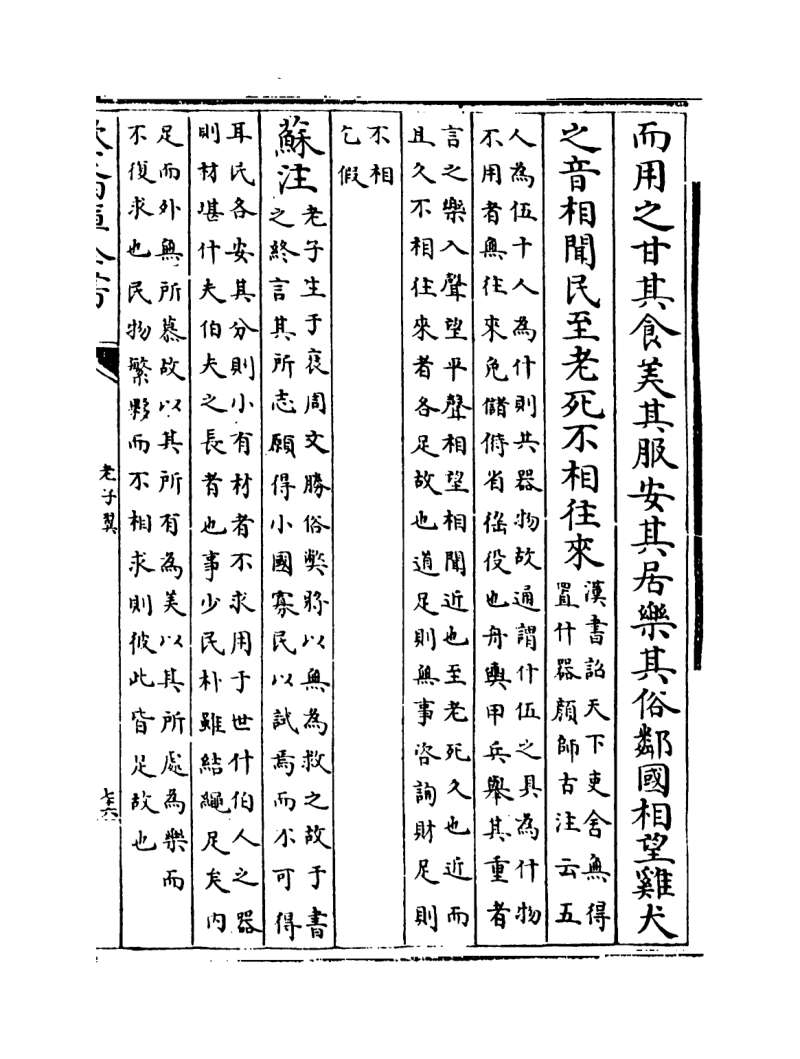 而用之甘其食美其服安其居樂其俗鄰國相望雞犬
之音相聞民至老死不相往來
漢書詔天下吏舍無得
置什器顔師古注云五
人為伍十人為什則共器物故通謂什伍之具為什物
不用者無往來免儲偫省徭役也舟輿甲兵舉其重者
言之樂入聲望平聲相望相聞近也至老死久也近而
且久不相往來者各足故也道足則無事咨詢財足則
不相
乞假
蘇注
老子生于衰周文勝俗弊將以無為救之故于書
之終言其所志願得小國寡民以試焉而不可得
耳民各安其分則小有材者不求用于世什伯人之器
則材堪什夫伯夫之長者也事少民朴雖結繩足矣内
足而外無所慕故以其所有為美以其所處為樂而
不復求也民物繁夥而不相求則彼此皆足故也
老子翼